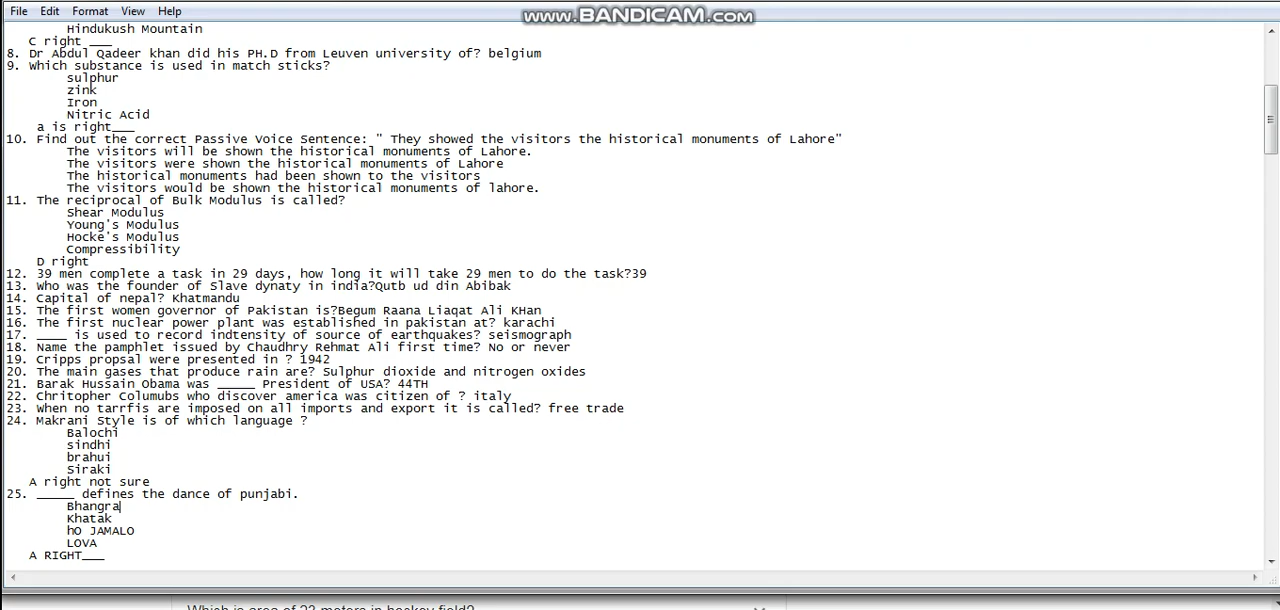 File Edit Format View Help
www.BANDICAM.com
Hindukush Mountain
C right ___
8. Dr Abdul Qadeer khan did his PH.D from Leuven university of? belgium
9. Which substance is used in match sticks?
sulphur
zink
Iron
Nitric Acid
a is right___
10. Find out the correct Passive Voice Sentence: " They showed the visitors the historical monuments of Lahore"
The visitors will be shown the historical monuments of Lahore.
The visitors were shown the historical monuments of Lahore
The historical monuments had been shown to the visitors
The visitors would be shown the historical monuments of lahore.
11. The reciprocal of Bulk Modulus is called?
Shear Modulus
Young's Modulus
Hocke's Modulus
Compressibility
D right
12. 39 men complete a task in 29 days, how long it will take 29 men to do the task?39
13. Who was the founder of Slave dynaty in india?Qutb ud din Abibak
14. Capital of nepal? Khatmandu
15. The first women governor of Pakistan is?Begum Raana Liaqat Ali KHan
16. The first nuclear power plant was established in pakistan at? karachi
17. ____ is used to record indtensity of source of earthquakes? seismograph
18. Name the pamphlet issued by Chaudhry Rehmat Ali first time? No or never
19. Cripps propsal were presented in ? 1942
20. The main gases that produce rain are? Sulphur dioxide and nitrogen oxides
21. Barak Hussain Obama was _____ President of USA? 44TH
22. Chritopher Columubs who discover america was citizen of ? italy
23. When no tarrfis are imposed on all imports and export it is called? free trade
24. Makrani Style is of which language ?
Balochi
sindhi
brahui
Siraki
A right not sure
25. _____ defines the dance of punjabi.
Bhangra
Khatak
hO JAMALO
LOVA
A RIGHT___
Which is area of 23 meters in hockey field?